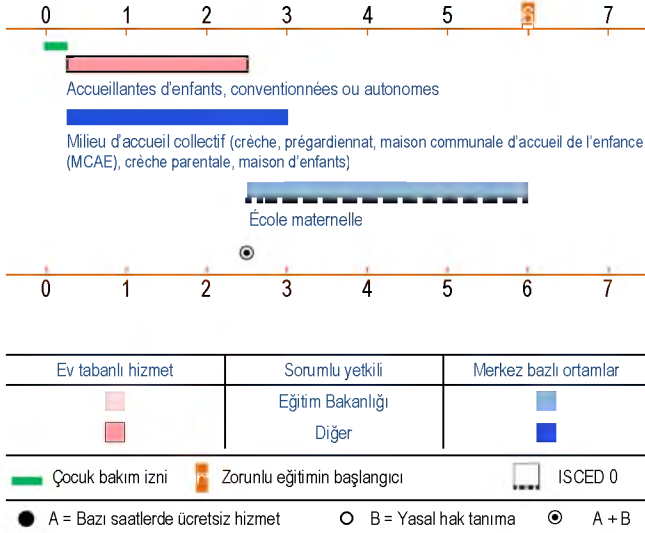 0 1 2 3 4 5 6 7
Accueillantes d'enfants, conventionnées ou autonomes
Milieu d'accueil collectif (crèche, prégardiennat, maison communale d'accueil de l'enfance
(MCAE), crèche parentale, maison d'enfants)
École maternelle
0 1 2 3 4 5 6 7
Ev tabanlı hizmet Sorumlu yetkili Merkez bazlı ortamlar
Eğitim Bakanlığı
Diğer
Çocuk bakım izni Zorunlu eğitimin başlangıcı ISCED 0
A = Bazı saatlerde ücretsiz hizmet B = Yasal hak tanıma A + B